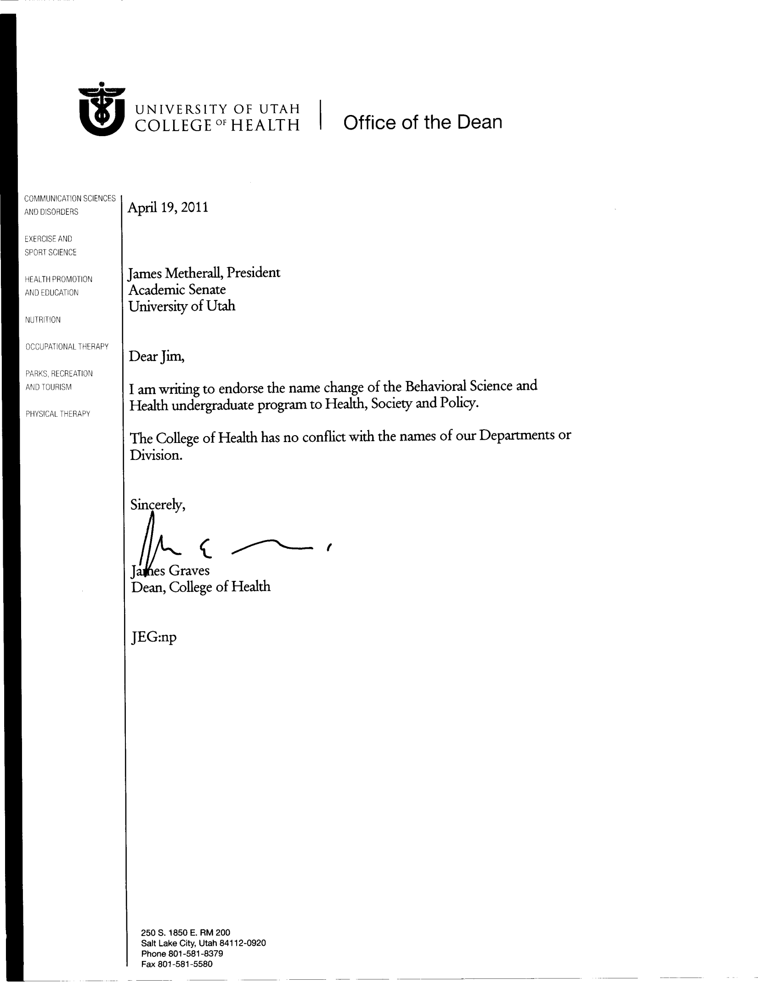 UNIVERSITY OF UTAH
COLLEGE OF HEALTH
Office of the Dean
COMMUNICATION SCIENCES
AND DISORDERS
EXERCISE AND
SPORT SCIENCE
HEALTH PROMOTION
AND EDUCATION
NUTRITION
OCCUPATIONAL THERAPY
PARKS, RECREATION
AND TOURISM
PHYSICAL THERAPY
April 19, 2011
James Metherall, President
Academic Senate
University of Utah
Dear Jim,
I am writing to endorse the name change of the Behavioral Science and
Health undergraduate program to Health, Society and Policy.
The College of Health has no conflict with the names of our Departments or
Division.
Sincerely,
James Graves
Dean, College of Health
JEG:np
250 S. 1850 E. RM 200
Salt Lake City, Utah 84112-0920
Phone 801-581-8379
Fax 801-581-5580